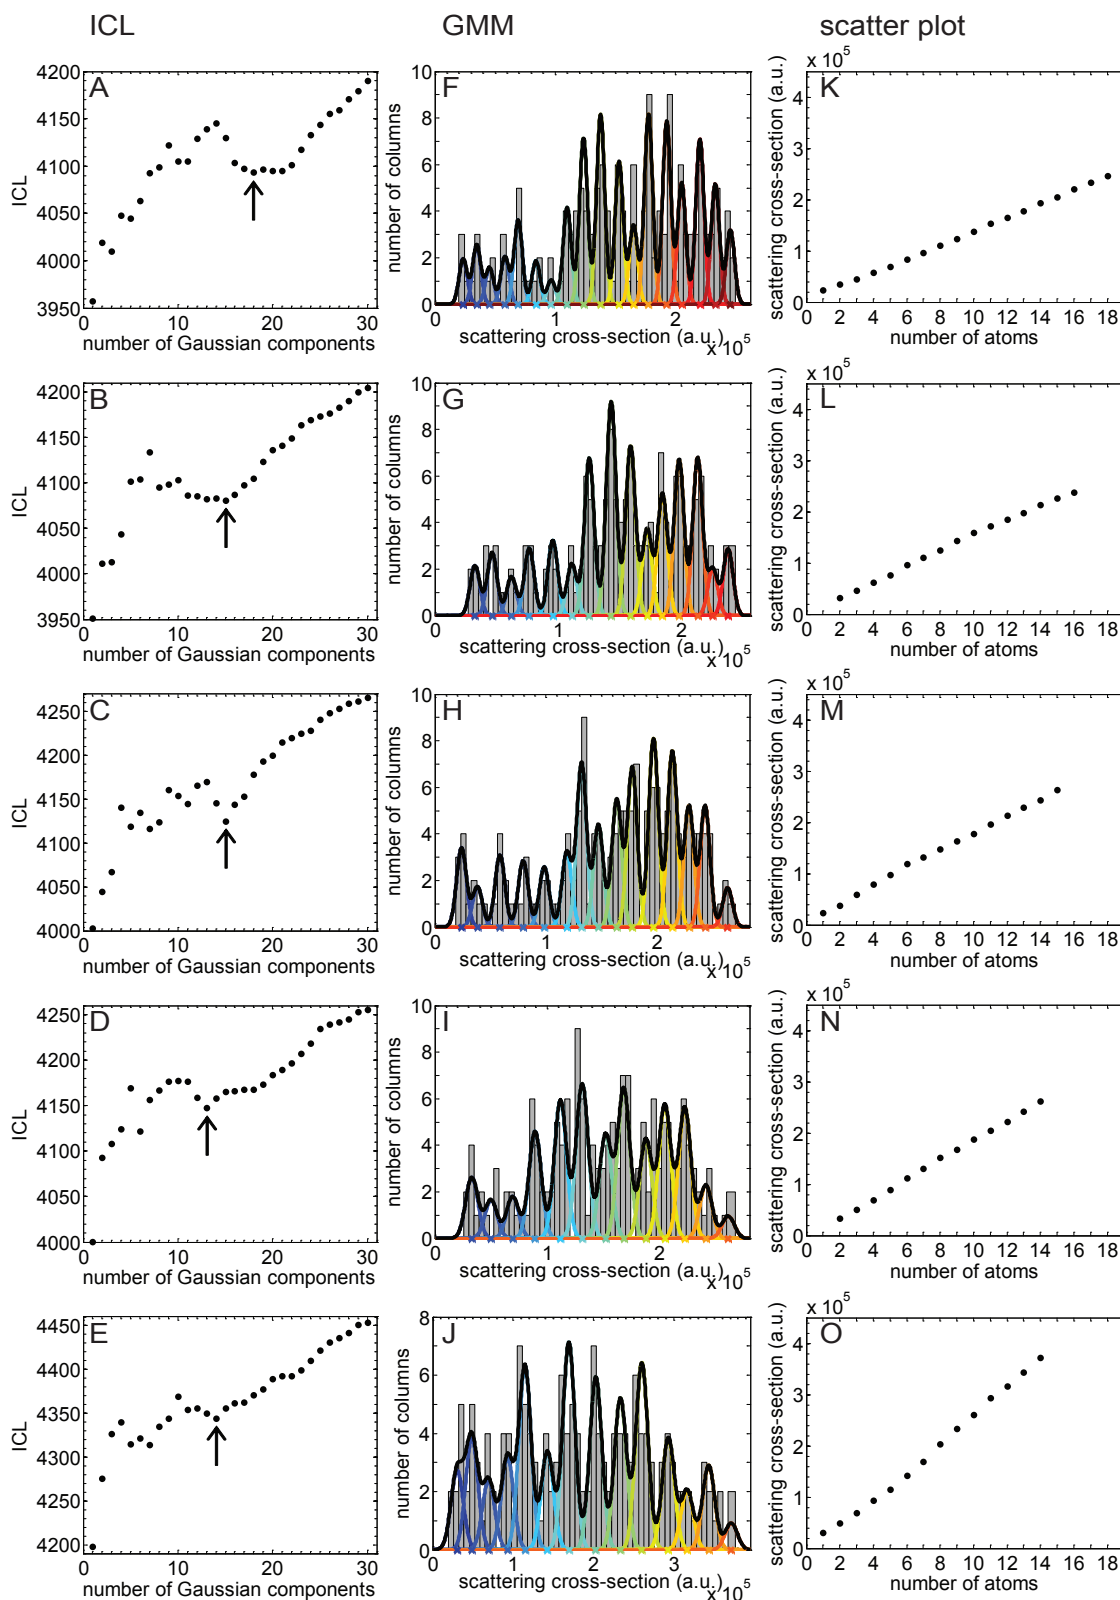 ICL GMM scatter plot
A
ICL
4200
4150
4100
4050
4000
3950
0 10 20 30
number of Gaussian components
F
number of columns
10
8
6
4
2
0
1 2
scattering cross-section (a.u.)
x 10^5
K
x 10^5
scattering cross-section (a.u.)
4
3
2
1
0
0 2 4 6 8 10 12 14 16 18
number of atoms
B
ICL
4200
4150
4100
4050
4000
3950
0 10 20 30
number of Gaussian components
G
number of columns
10
8
6
4
2
0
0 1 2
scattering cross-section (a.u.)
x 10^5
L
x 10^5
scattering cross-section (a.u.)
4
3
2
1
0
0 2 4 6 8 10 12 14 16 18
number of atoms
C
ICL
4250
4200
4150
4100
4050
4000
0 10 20 30
number of Gaussian components
H
number of columns
10
8
6
4
2
0
0 1 2
scattering cross-section (a.u.)
x 10^5
M
x 10^5
scattering cross-section (a.u.)
4
3
2
1
0
0 2 4 6 8 10 12 14 16 18
number of atoms
D
ICL
4250
4200
4150
4100
4050
4000
0 10 20 30
number of Gaussian components
I
number of columns
10
8
6
4
2
0
0 1 2
scattering cross-section (a.u.)
x 10^5
N
x 10^5
scattering cross-section (a.u.)
4
3
2
1
0
0 2 4 6 8 10 12 14 16 18
number of atoms
E
ICL
4450
4400
4350
4300
4250
4200
0 10 20 30
number of Gaussian components
J
number of columns
8
6
4
2
0
0 1 2 3
scattering cross-section (a.u.)
x 10^5
O
x 10^5
scattering cross-section (a.u.)
4
3
2
1
0
0 2 4 6 8 10 12 14 16 18
number of atoms